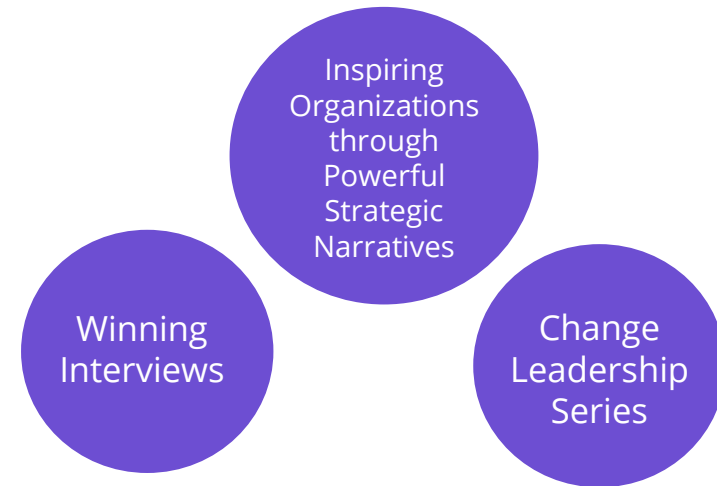 Inspiring
Organizations
through
Powerful
Strategic
Narratives
Winning
Interviews
Change
Leadership
Series